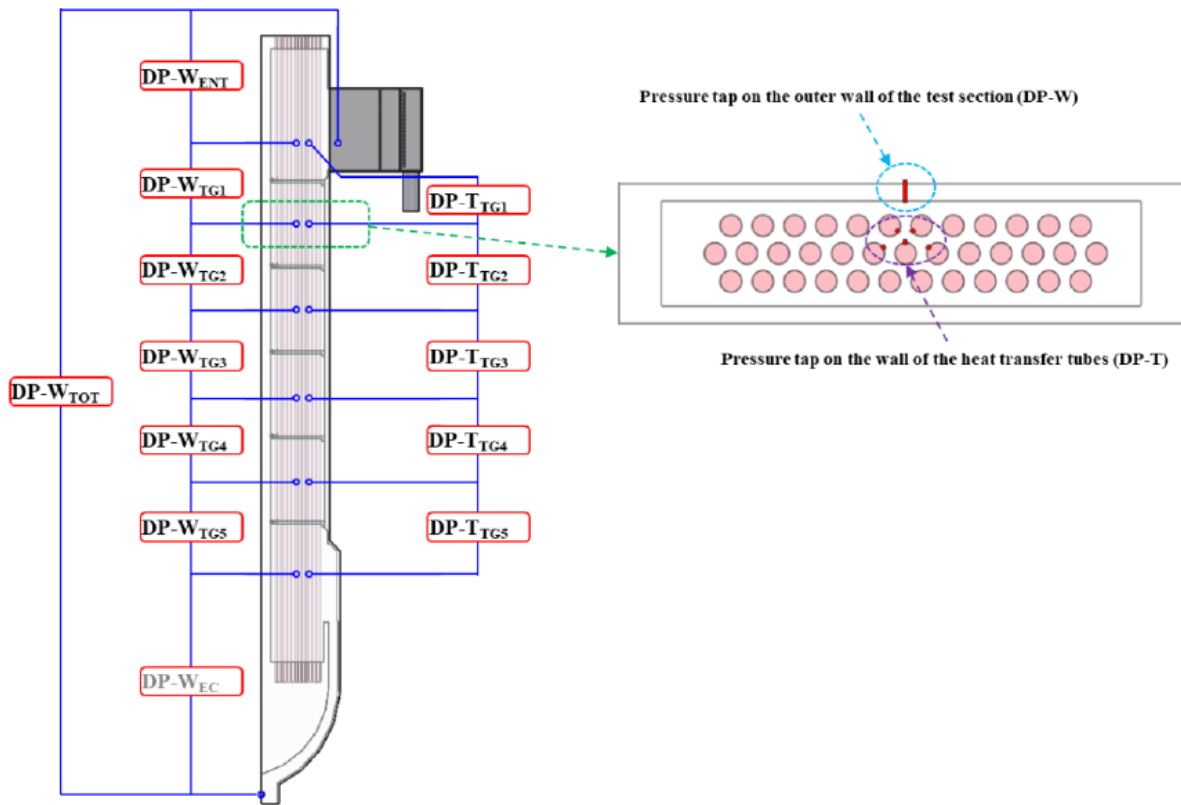 DP-WENT
Pressure tap on the outer wall of the test section (DP-W)
DP-WTG1
DP-TTG1
DP-WTG2
DP-TTG2
DP-WTG3
DP-TTG3
Pressure tap on the wall of the heat transfer tubes (DP-T)
DP-WTOT
DP-WTG4
DP-TTG4
DP-WTG5
DP-TTG5
DP-WEC